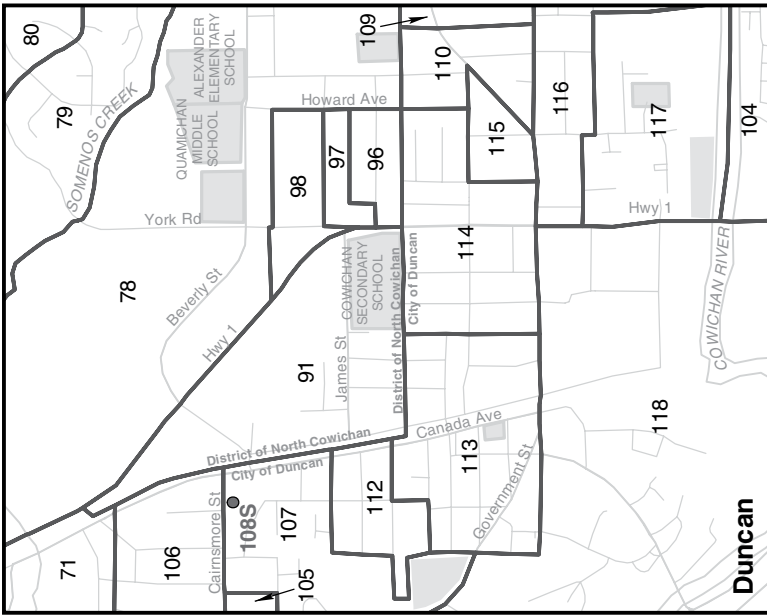 80
79
SOMENOS CREEK
ALEXANDER
ELEMENTARY
SCHOOL
QUAMICHAN
MIDDLE
SCHOOL
109
110
Howard Ave
116
117
104
115
98
97
96
York Rd
Hwy 1
78
Beverly St
Hwy 1
COWICHAN
SECONDARY
SCHOOL
District of North Cowichan
City of Duncan
114
COWICHAN RIVER
91
James St
District of North Cowichan
City of Duncan
Canada Ave
118
113
Government St
Cairnsmore St
108S
107
112
71
106
105
Duncan